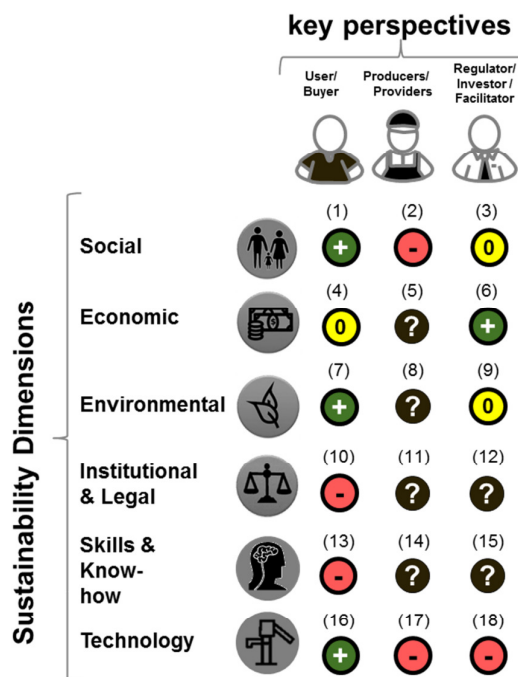 key perspectives
User/
Buyer
Producers/
Providers
Regulator/
Investor /
Facilitator
Sustainability Dimensions
(1) (2) (3)
Social + - 0
(4) (5) (6)
Economic 0 ? +
(7) (8) (9)
Environmental + ? 0
(10) (11) (12)
Institutional
& Legal - ? ?
(13) (14) (15)
Skills &
Know-
how - ? ?
(16) (17) (18)
Technology + - -